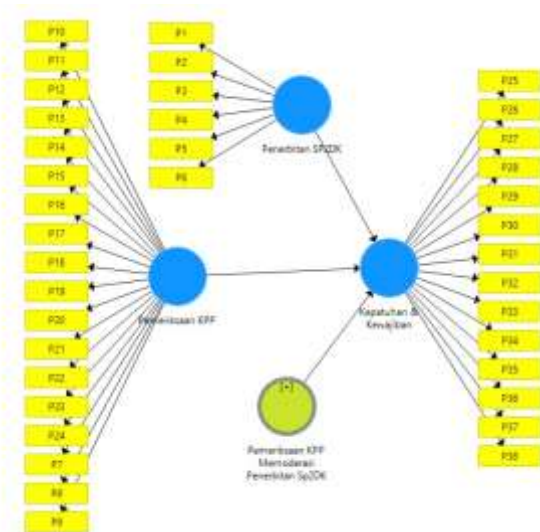 P10
P11
P12
P13
P14
P15
P16
P17
P18
P19
P20
P21
P22
P23
P24
P7
P8
P9
P1
P2
P3
P4
P5
P6
Penerbitan SP2DK
Pemeriksaan KPP
Kapatuhan &
Kewajiban
[+]
Pemeriksaan KPP
Memoderasi
Penerbitan Sp2DK
P25
P26
P27
P28
P29
P30
P31
P32
P33
P34
P35
P36
P37
P38